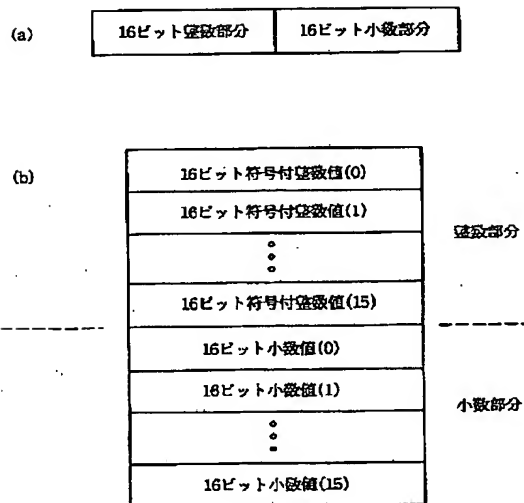 (a)
16ビット整数部分 16ビット小数部分
(b)
16ビット符号付整数値(0)
16ビット符号付整数値(1)
整数部分
16ビット符号付整数値(15)
16ビット小数値(0)
16ビット小数値(1)
小数部分
16ビット小数値(15)